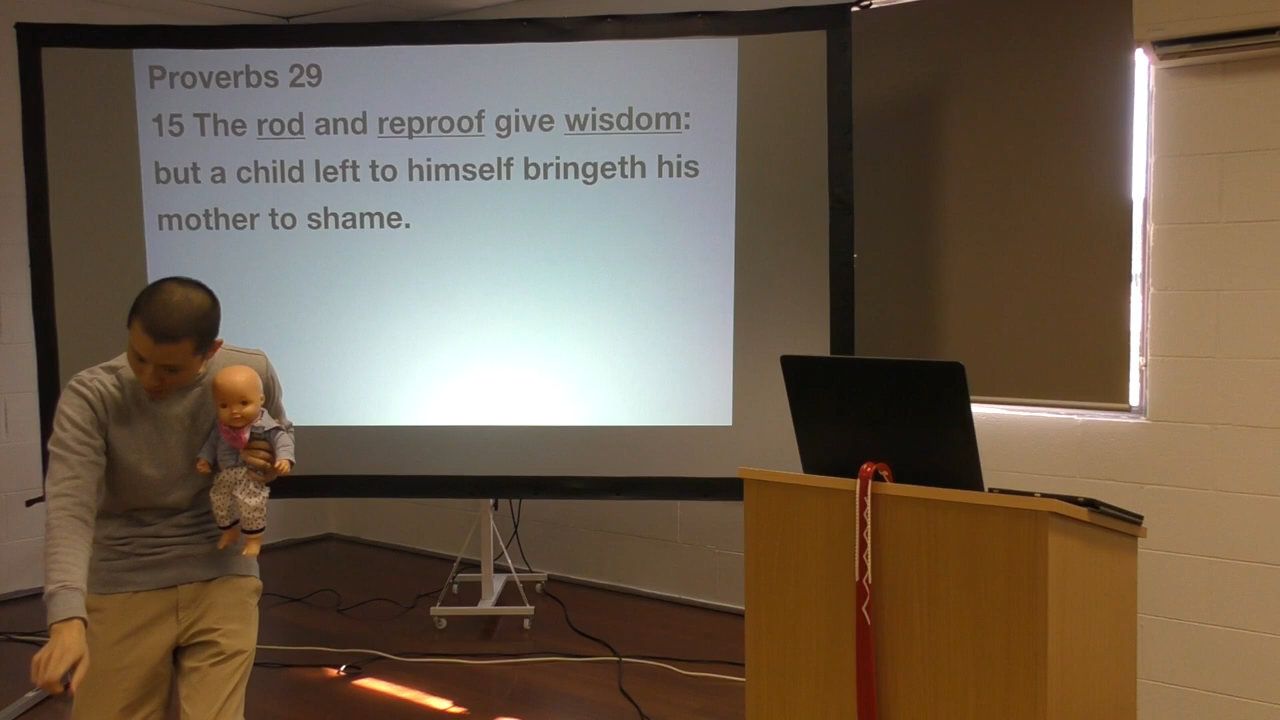 Proverbs 29
15 The rod and reproof give wisdom:
but a child left to himself bringeth his
mother to shame.